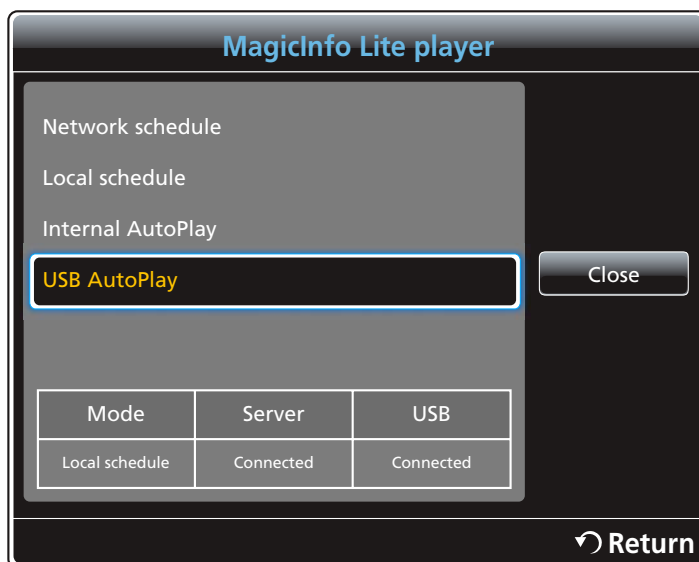 MagicInfo Lite player
Network schedule
Local schedule
Internal AutoPlay
USB AutoPlay
Close
Mode Server USB
Local schedule Connected Connected
Return